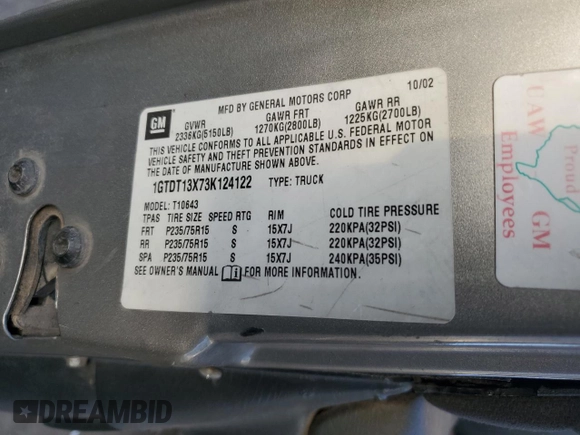 MFD BY GENERAL MOTORS CORP 10/02
GM
GVWR GAWR FRT GAWR RR
2336KG(5150LB) 1270KG(2800LB) 1225KG(2700LB)
THIS VEHICLE CONFORMS TO ALL APPLICABLE U.S. FEDERAL MOTOR
VEHICLE SAFETY AND THEFT PREVENTION STANDARDS IN EFFECT ON
THE DATE OF MANUFACTURE SHOWN ABOVE.
1GTDT13X73K124122 TYPE: TRUCK
MODEL: T10643
TPAS TIRE SIZE SPEED RTG RIM COLD TIRE PRESSURE
FRT P235/75R15 S 15X7J 220KPA(32PSI)
RR P235/75R15 S 15X7J 220KPA(32PSI)
SPA P235/75R15 S 15X7J 240KPA(35PSI)
SEE OWNER'S MANUAL FOR MORE INFORMATION.
UAW
Proud
GM
Employees
DREAMBID